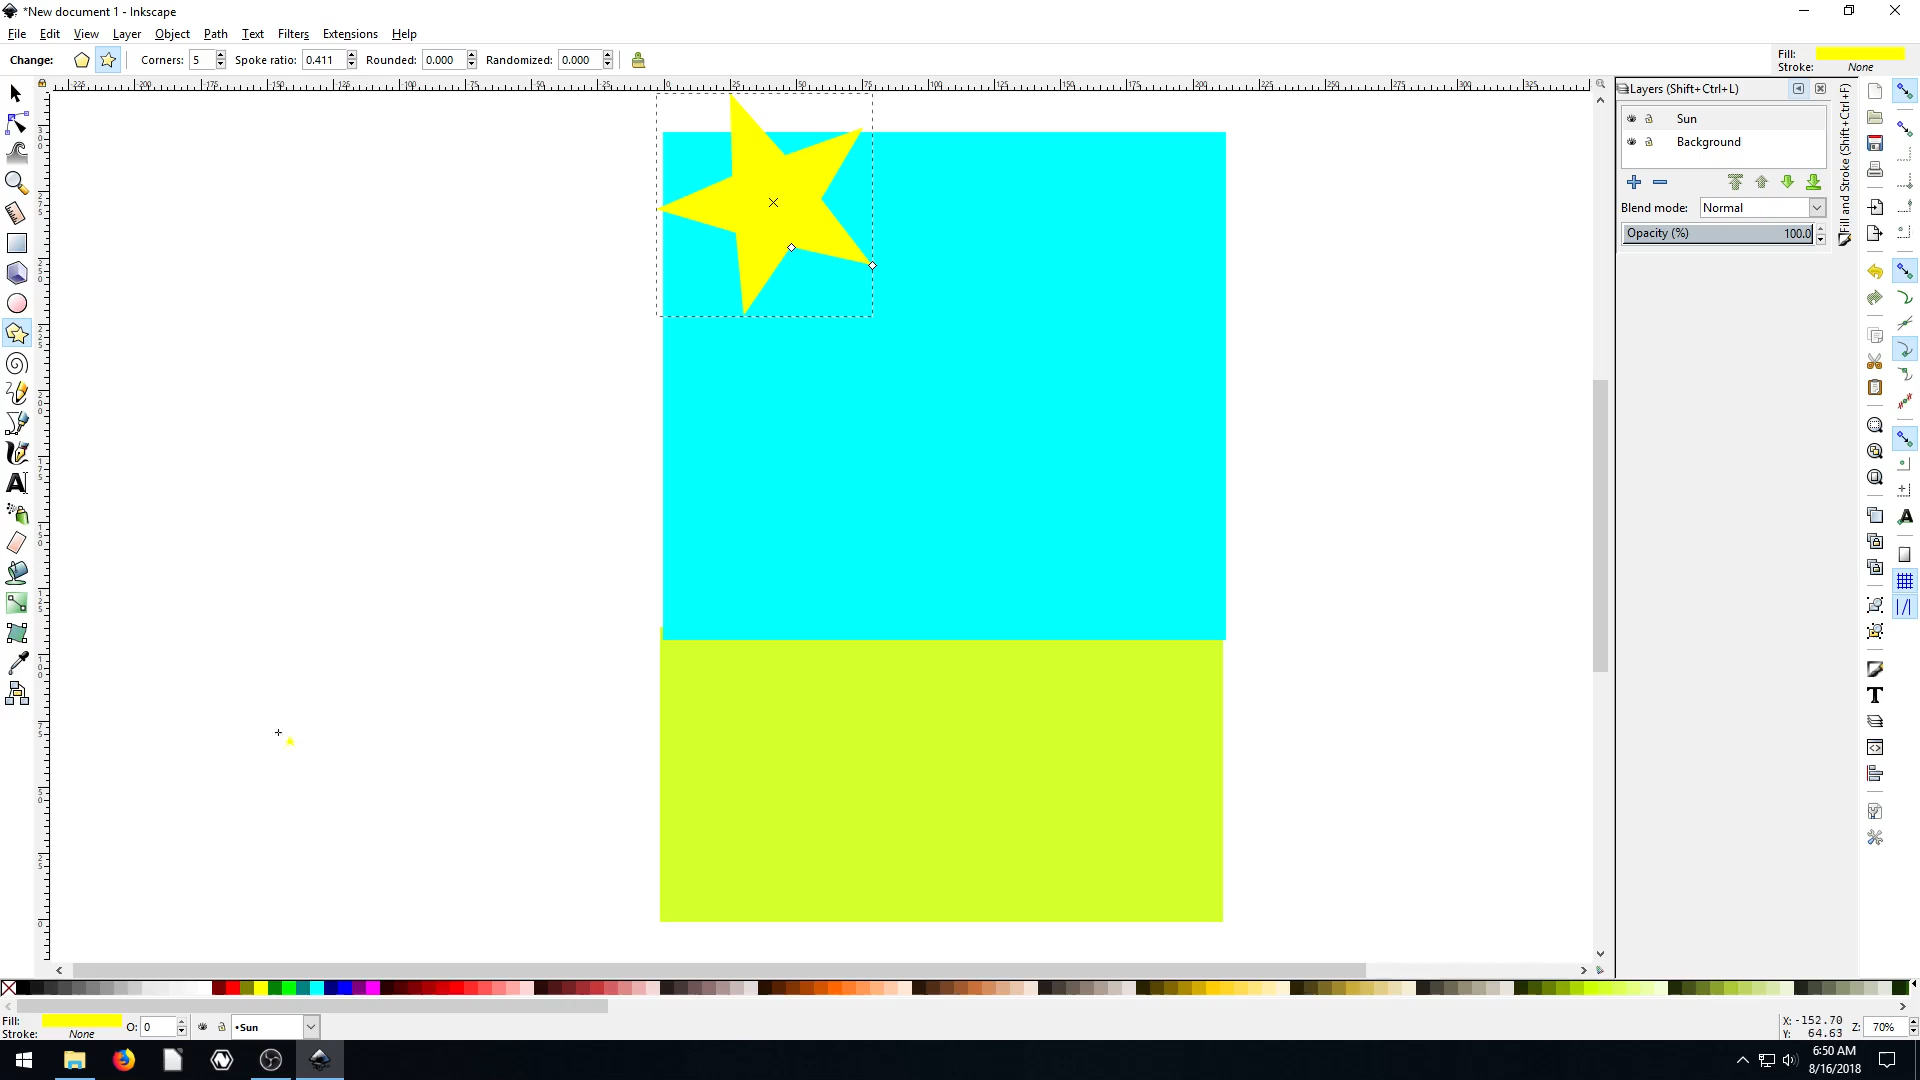 *New document 1 - Inkscape
File Edit View Layer Object Path Text Filters Extensions Help
Change: Corners: 5 Spoke ratio: 0.411 Rounded: 0.000 Randomized: 0.000
Fill:
Stroke: None
Layers (Shift+Ctrl+L)
Sun
Background
Blend mode: Normal
Opacity (%) 100.0
Fill and Stroke (Shift+Ctrl+F)
Fill:
Stroke: None
O: 0
•Sun
X: -152.70
Y: 64.63
Z: 70%
6:50 AM
8/16/2018